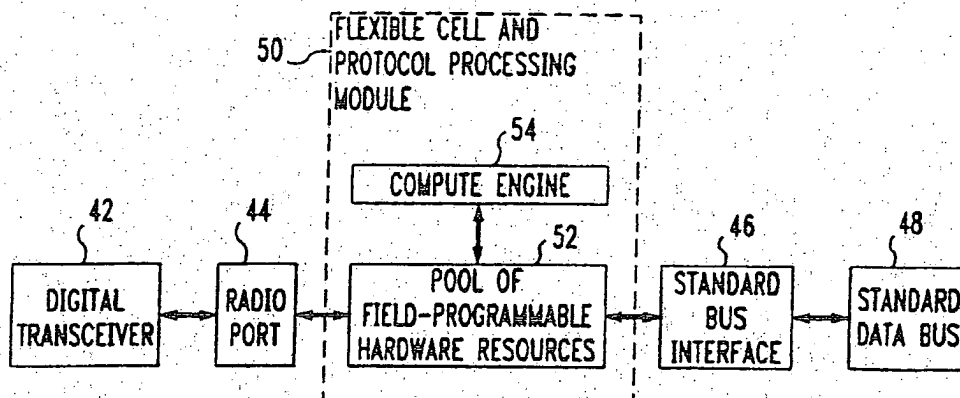 50
FLEXIBLE CELL AND
PROTOCOL PROCESSING
MODULE
54
COMPUTE ENGINE
42
44
52
46
48
DIGITAL
TRANSCEIVER
RADIO
PORT
POOL OF
FIELD-PROGRAMMABLE
HARDWARE RESOURCES
STANDARD
BUS
INTERFACE
STANDARD
DATA BUS